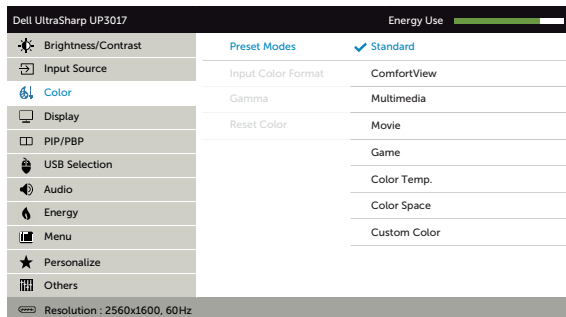 Dell UltraSharp UP3017
Energy Use
Brightness/Contrast
Input Source
Color
Display
PIP/PBP
USB Selection
Audio
Energy
Menu
Personalize
Others
Preset Modes
Input Color Format
Gamma
Reset Color
Standard
ComfortView
Multimedia
Movie
Game
Color Temp.
Color Space
Custom Color
Resolution : 2560x1600, 60Hz